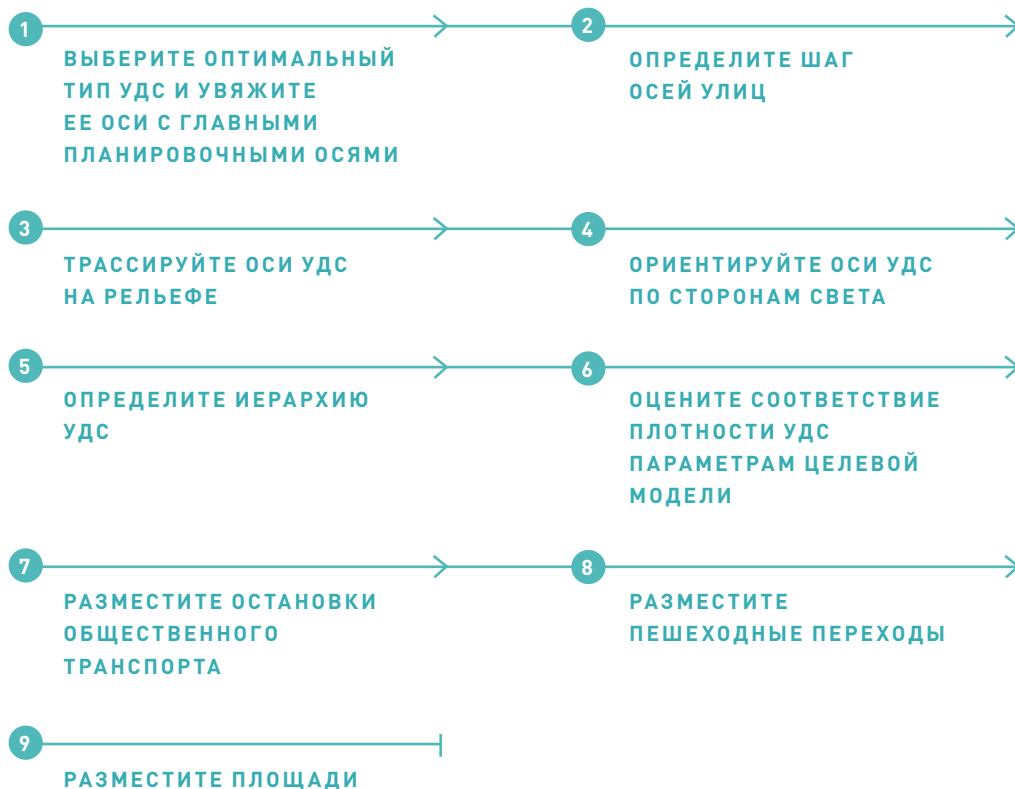 1
ВЫБЕРИТЕ ОПТИМАЛЬНЫЙ
ТИП УДС И УВЯЖИТЕ
ЕЕ ОСИ С ГЛАВНЫМИ
ПЛАНИРОВОЧНЫМИ ОСЯМИ
2
ОПРЕДЕЛИТЕ ШАГ
ОСЕЙ УЛИЦ
3
ТРАССИРУЙТЕ ОСИ УДС
НА РЕЛЬЕФЕ
4
ОРИЕНТИРУЙТЕ ОСИ УДС
ПО СТОРОНАМ СВЕТА
5
ОПРЕДЕЛИТЕ ИЕРАРХИЮ
УДС
6
ОЦЕНИТЕ СООТВЕТСТВИЕ
ПЛОТНОСТИ УДС
ПАРАМЕТРАМ ЦЕЛЕВОЙ
МОДЕЛИ
7
РАЗМЕСТИТЕ ОСТАНОВКИ
ОБЩЕСТВЕННОГО
ТРАНСПОРТА
8
РАЗМЕСТИТЕ
ПЕШЕХОДНЫЕ ПЕРЕХОДЫ
9
РАЗМЕСТИТЕ ПЛОЩАДИ